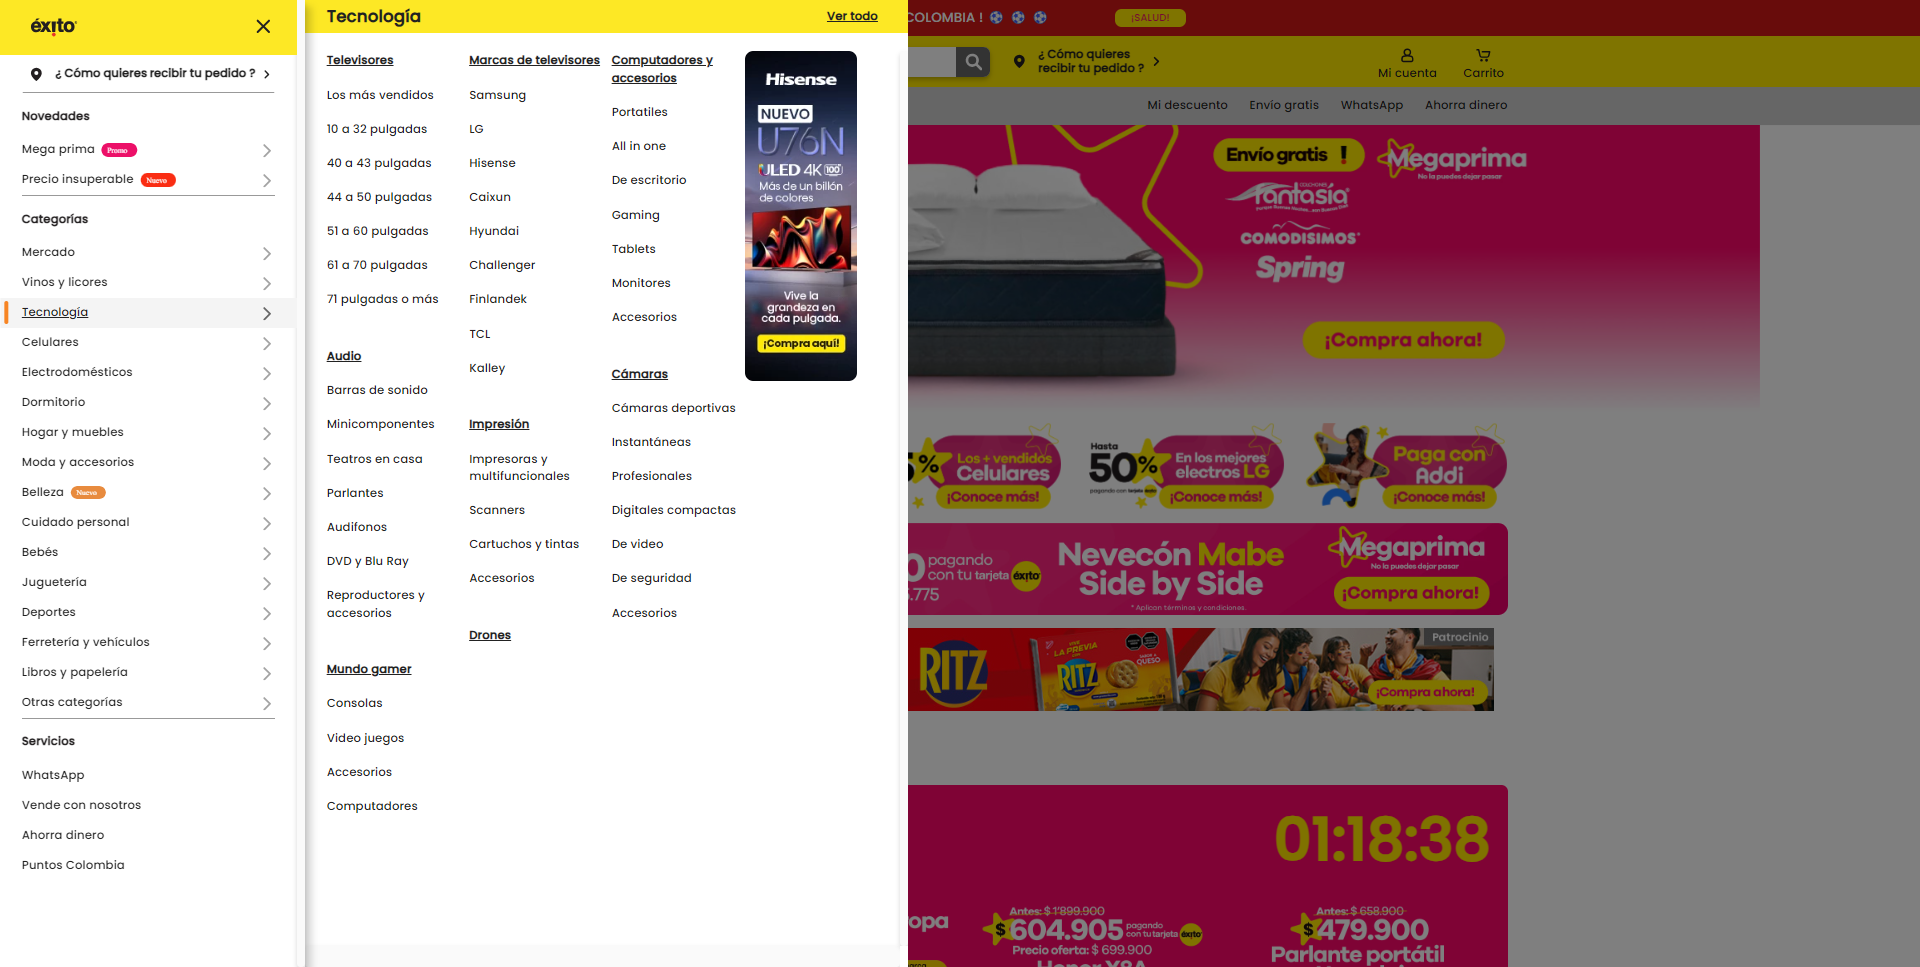 éxito
¿ Cómo quieres recibir tu pedido ?
Novedades
Mega prima Promo
Precio insuperable Nuevo
Categorías
Mercado
Vinos y licores
Tecnología
Celulares
Electrodomésticos
Dormitorio
Hogar y muebles
Moda y accesorios
Belleza Nuevo
Cuidado personal
Bebés
Juguetería
Deportes
Ferretería y vehículos
Libros y papelería
Otras categorías
Servicios
WhatsApp
Vende con nosotros
Ahorra dinero
Puntos Colombia
Tecnología
Ver todo
Televisores
Los más vendidos
10 a 32 pulgadas
40 a 43 pulgadas
44 a 50 pulgadas
51 a 60 pulgadas
61 a 70 pulgadas
71 pulgadas o más
Audio
Barras de sonido
Minicomponentes
Teatros en casa
Parlantes
Audifonos
DVD y Blu Ray
Reproductores y
accesorios
Mundo gamer
Consolas
Video juegos
Accesorios
Computadores
Marcas de televisores
Samsung
LG
Hisense
Caixun
Hyundai
Challenger
Finlandek
TCL
Kalley
Impresión
Impresoras y
multifuncionales
Scanners
Cartuchos y tintas
Accesorios
Drones
Computadores y
accesorios
Portatiles
All in one
De escritorio
Gaming
Tablets
Monitores
Accesorios
Cámaras
Cámaras deportivas
Instantáneas
Profesionales
Digitales compactas
De video
De seguridad
Accesorios
Hisense
NUEVO
U76N
ULED 4K 100
Más de un billón
de colores
Vive la
grandeza en
cada pulgada.
¡Compra aquí!
COLOMBIA !
¡SALUD!
¿ Cómo quieres
recibir tu pedido ?
Mi cuenta
Carrito
Mi descuento
Envío gratis
WhatsApp
Ahorra dinero
Envío gratis !
Megaprima
No la puedes dejar pasar
COLCHONES
fantasía
COMODISIMOS
Spring
¡Compra ahora!
5% Los + vendidos
Celulares
¡Conoce más!
Hasta
50%
pagando con tarjeta éxito
En los mejores
electros LG
¡Conoce más!
Paga con
Addi
¡Conoce más!
0 pagando
con tu tarjeta éxito
.775
Nevecón Mabe
Side by Side
* Aplican términos y condiciones.
Megaprima
No la puedes dejar pasar
¡Compra ahora!
RITZ
LA PREVIA
RITZ
QUESO
Patrocinio
¡Compra ahora!
01:18:38
ropa
Antes: $ 1'899.900
$604.905 pagando
con tu tarjeta éxito
Precio oferta: $ 699.900
Honor X8A
Antes: $ 658.900
$479.900
Parlante portátil